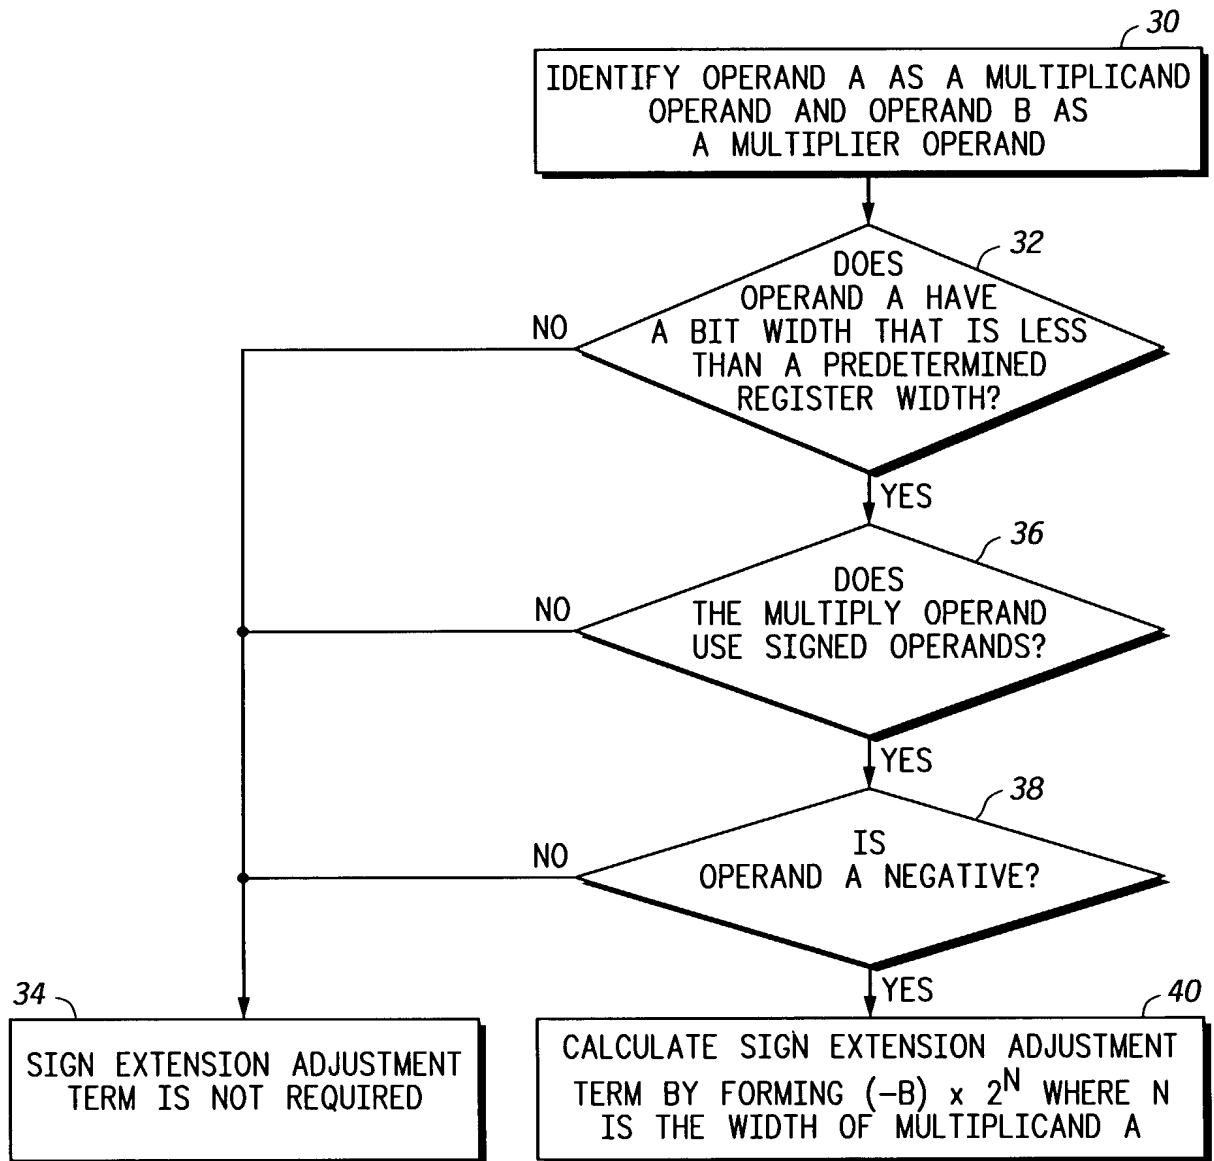 30
IDENTIFY OPERAND A AS A MULTIPLICAND
OPERAND AND OPERAND B AS
A MULTIPLIER OPERAND
32
DOES
OPERAND A HAVE
A BIT WIDTH THAT IS LESS
THAN A PREDETERMINED
REGISTER WIDTH?
NO
YES
36
DOES
THE MULTIPLY OPERAND
USE SIGNED OPERANDS?
NO
YES
38
IS
OPERAND A NEGATIVE?
NO
YES
34
SIGN EXTENSION ADJUSTMENT
TERM IS NOT REQUIRED
40
CALCULATE SIGN EXTENSION ADJUSTMENT
TERM BY FORMING (-B) x 2^N WHERE N
IS THE WIDTH OF MULTIPLICAND A